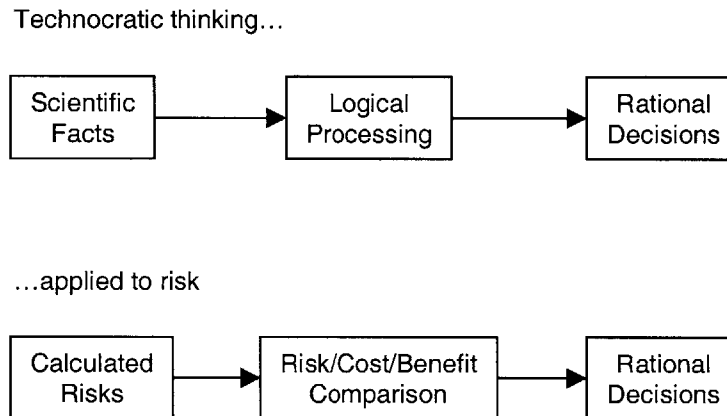 Technocratic thinking…
Scientific
Facts
Logical
Processing
Rational
Decisions
…applied to risk
Calculated
Risks
Risk/Cost/Benefit
Comparison
Rational
Decisions